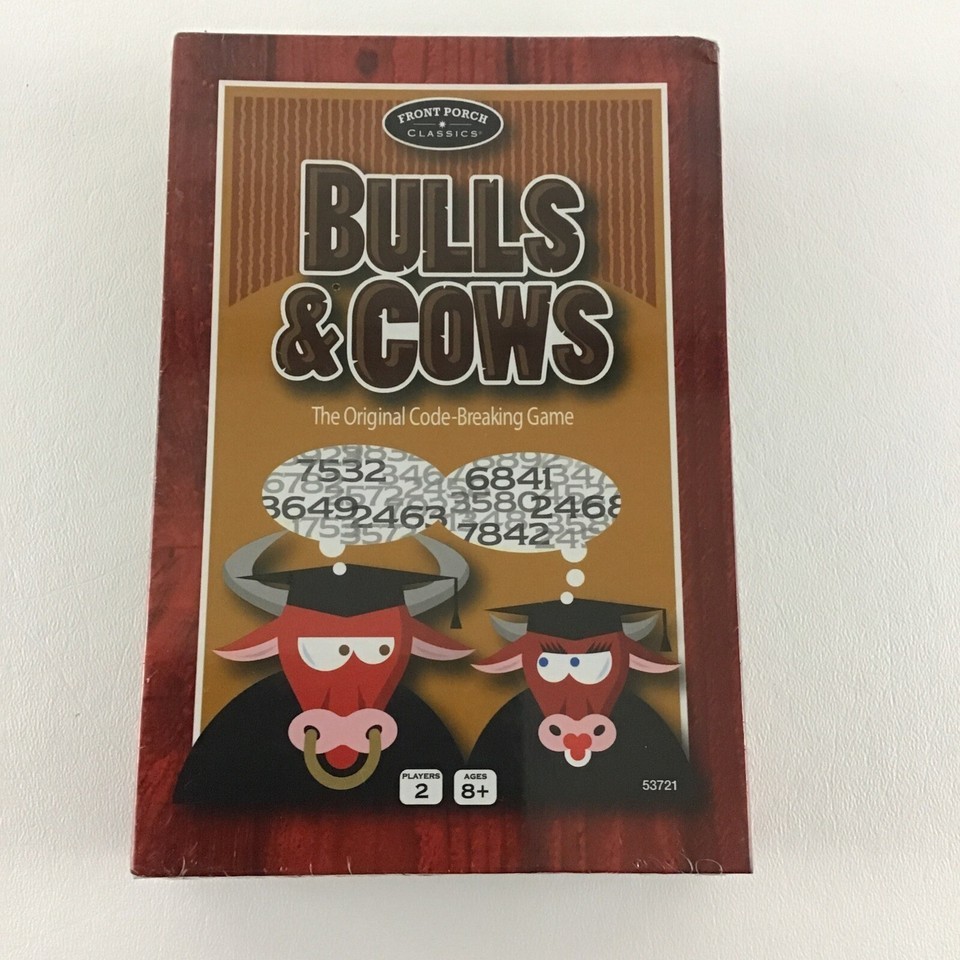 FRONT PORCH
CLASSICS®
BULLS
& COWS
The Original Code-Breaking Game
7532
3649
2463
6841
3580
2468
7842
PLAYERS
2
AGES
8+
53721